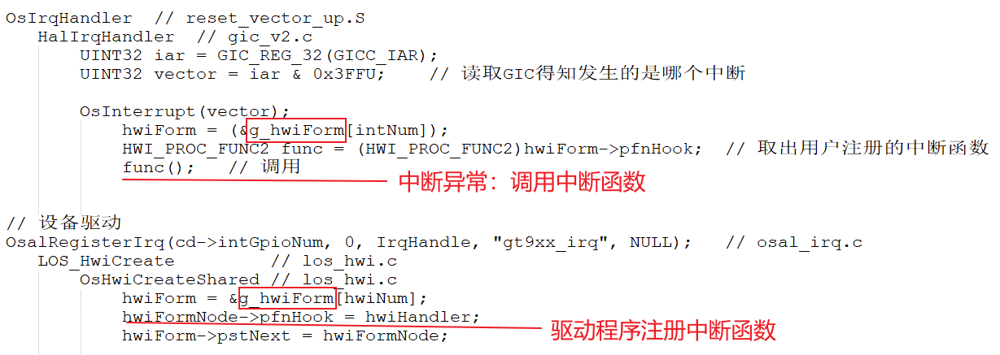 OsIrqHandler  // reset_vector_up.S
HalIrqHandler  // gic_v2.c
UINT32 iar = GIC_REG_32(GICC_IAR);
UINT32 vector = iar & 0x3FFU;    // 读取GIC得知发生的是哪个中断
OsInterrupt(vector);
hwiForm = (&g_hwiForm[intNum]);
HWI_PROC_FUNC2 func = (HWI_PROC_FUNC2)hwiForm->pfnHook;  // 取出用户注册的中断函数
func();   // 调用
中断异常：调用中断函数
// 设备驱动
OsalRegisterIrq(cd->intGpioNum, 0, IrqHandle, "gt9xx_irq", NULL);   // osal_irq.c
LOS_HwiCreate         // los_hwi.c
OsHwiCreateShared // los_hwi.c
hwiForm = &g_hwiForm[hwiNum];
hwiFormNode->pfnHook = hwiHandler;
驱动程序注册中断函数
hwiForm->pstNext = hwiFormNode;